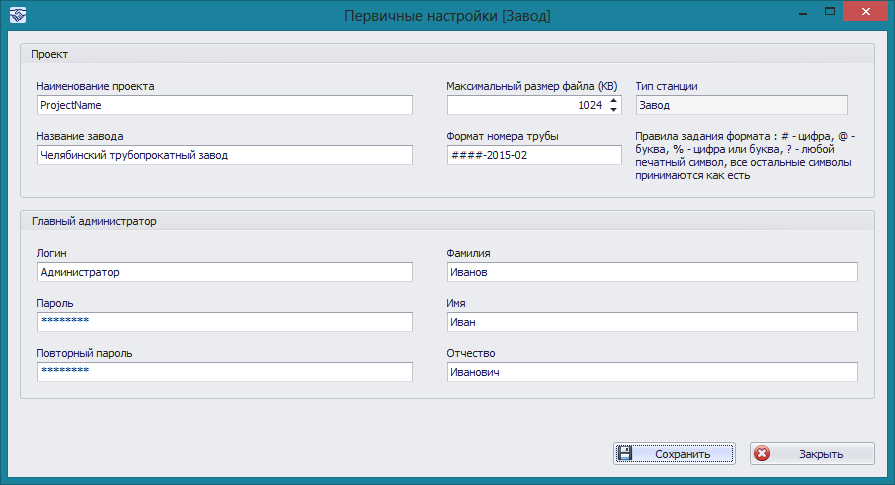 Первичные настройки [Завод]
Проект
Наименование проекта
Максимальный размер файла (KB)
Тип станции
ProjectName
1024
Завод
Название завода
Формат номера трубы
Челябинский трубопрокатный завод
####-2015-02
Правила задания формата : # - цифра, @ -
буква, % - цифра или буква, ? - любой
печатный символ, все остальные символы
принимаются как есть
Главный администратор
Логин
Фамилия
Администратор
Иванов
Пароль
Имя
********
Иван
Повторный пароль
Отчество
********
Иванович
Сохранить
Закрыть